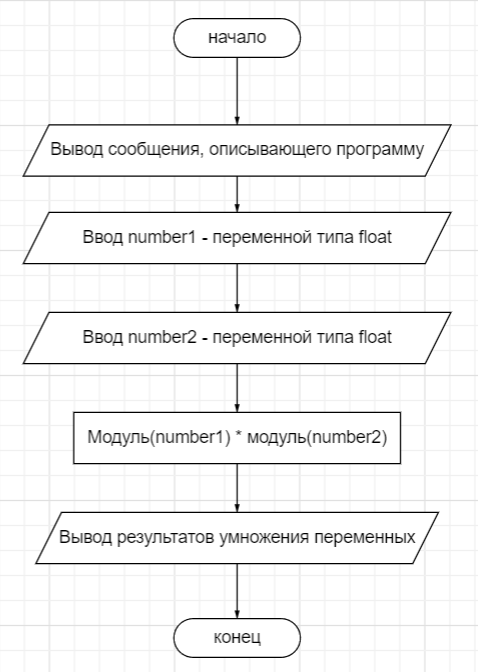 начало
Вывод сообщения, описывающего программу
Ввод number1 - переменной типа float
Ввод number2 - переменной типа float
Модуль(number1) * модуль(number2)
Вывод результатов умножения переменных
конец